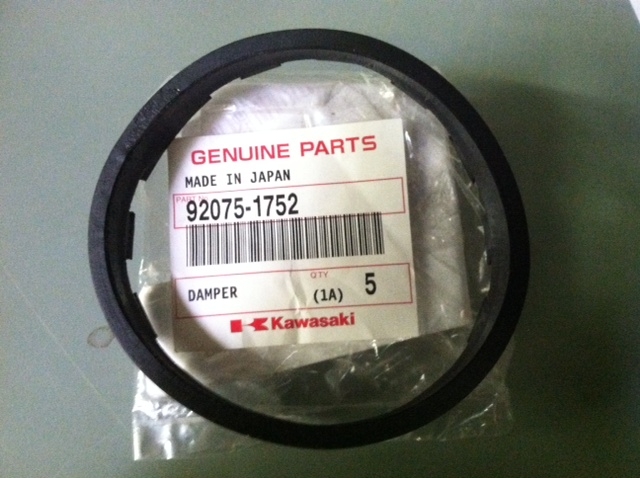 GENUINE PARTS
MADE IN JAPAN
92075-1752
QTY
DAMPER (1A) 5
Kawasaki